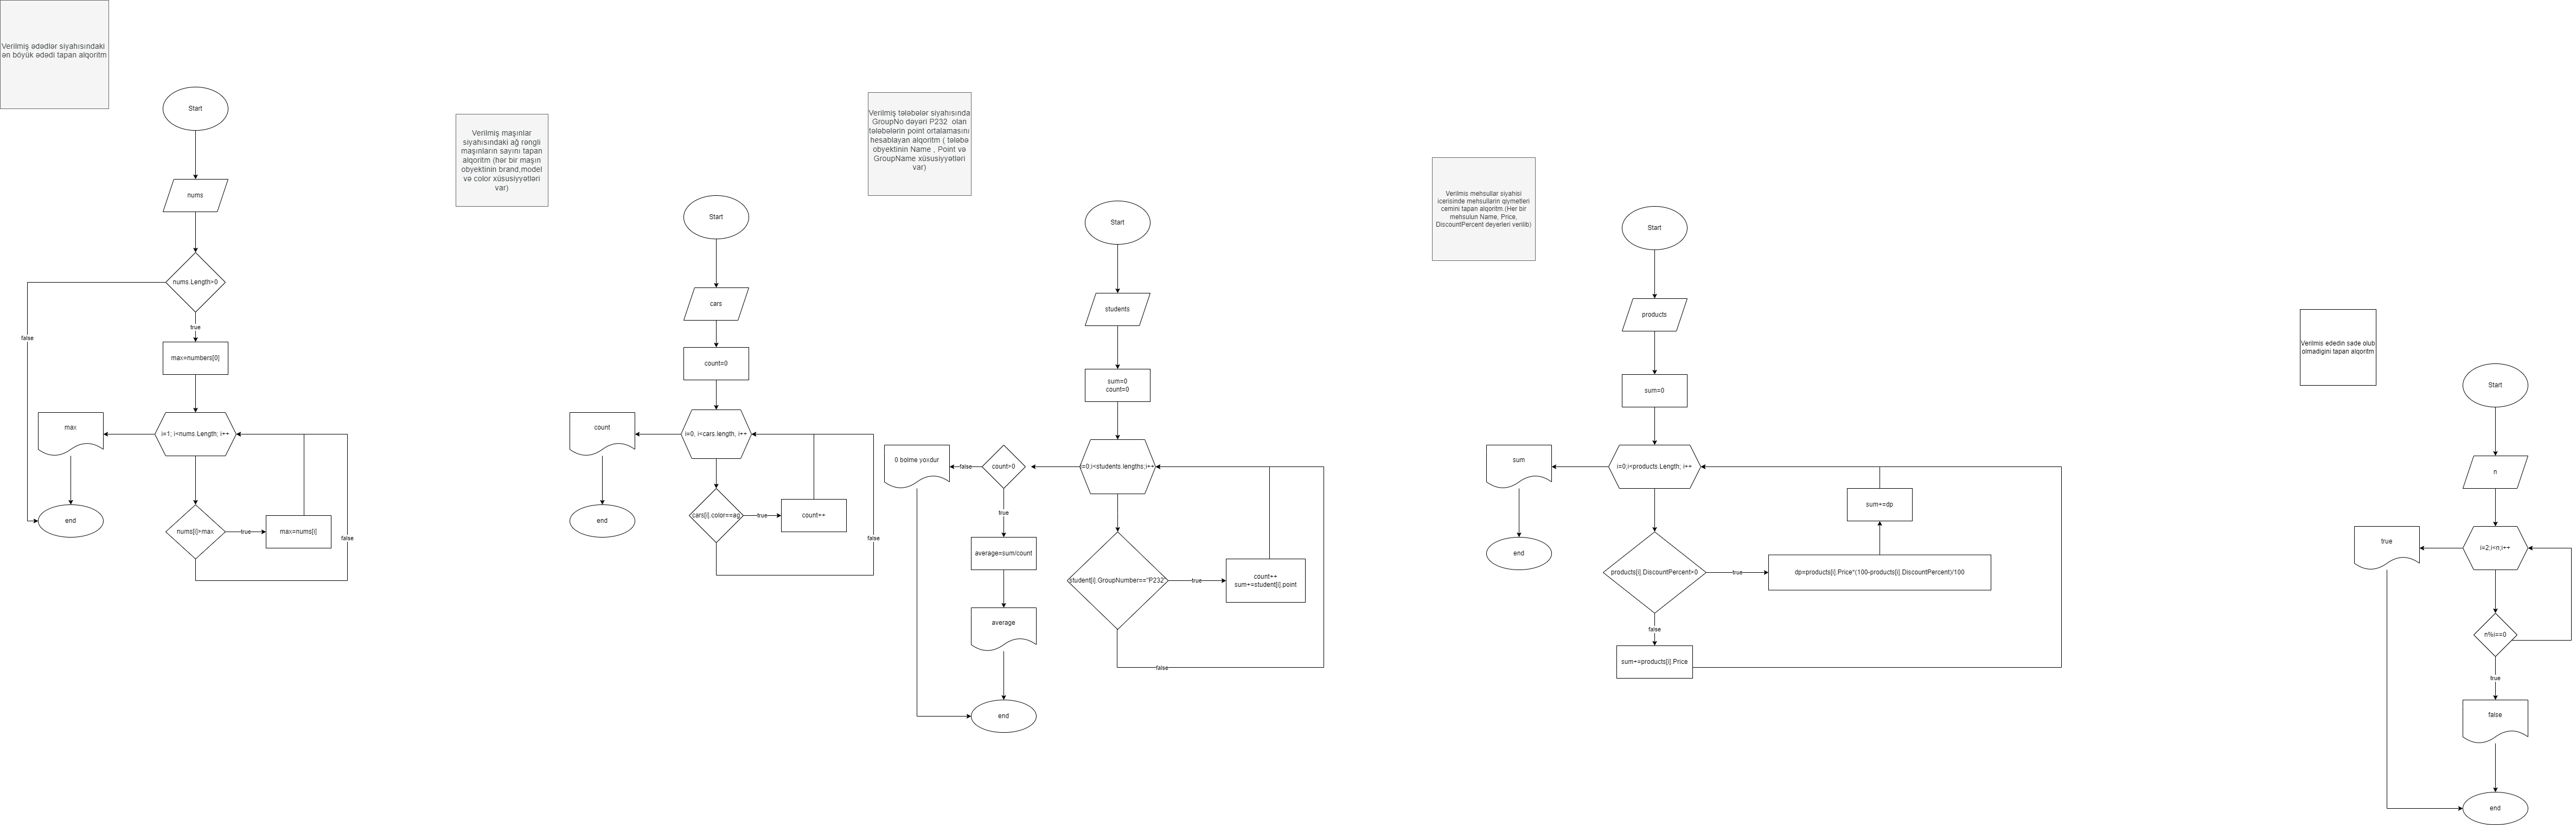 Verilmiş ədədlər siyahısındakı
ən böyük ədədi tapan alqoritm
Start
nums
nums.Length>0
false
true
max=numbers[0]
max
i=1; i<nums.Length; i++
end
nums[i]>max
true
max=nums[i]
false
Verilmiş maşınlar
siyahısındaki ağ rəngli
maşınların sayını tapan
alqoritm (hər bir maşın
obyektinin brand,model
və color xüsusiyyətləri
var)
Start
cars
count=0
count
i=0, i<cars.length, i++
end
cars[i].color==ag
true
count++
false
Verilmiş tələbələr siyahısında
GroupNo dəyəri P232 olan
tələbələrin point ortalamasını
hesablayan alqoritm ( tələbə
obyektinin Name , Point və
GroupName xüsusiyyətləri
var)
Start
students
sum=0
count=0
0 bolme yoxdur
false
count>0
i=0;i<students.lengths;i++
true
average=sum/count
student[i].GroupNumber=="P232"
true
count++
sum+=student[i].point
average
false
end
Verilmis mehsullar siyahisi
icerisinde mehsullarin qiymetleri
cemini tapan alqoritm.(Her bir
mehsulun Name, Price,
DiscountPercent deyerleri verilib)
Start
products
sum=0
sum
i=0;i<products.Length; i++
sum+=dp
end
products[i].DiscountPercent>0
true
dp=products[i].Price*(100-products[i].DiscountPercent)/100
false
sum+=products[i].Price
Verilmis ededin sade olub
olmadigini tapan alqoritm
Start
n
true
i=2;i<n;i++
n%i==0
true
false
end